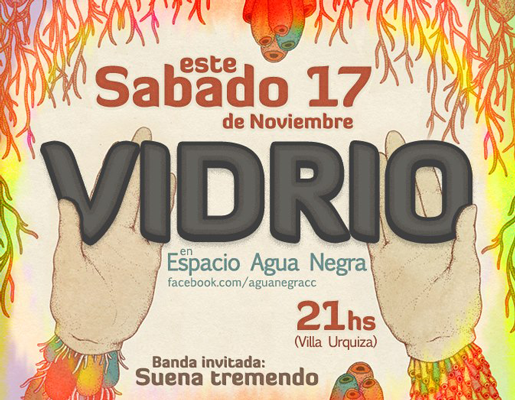 este
Sabado 17
de Noviembre
VIDRIO
en
Espacio Agua Negra
facebook.com/aguanegracc
21hs
(Villa Urquiza)
Banda invitada:
Suena tremendo